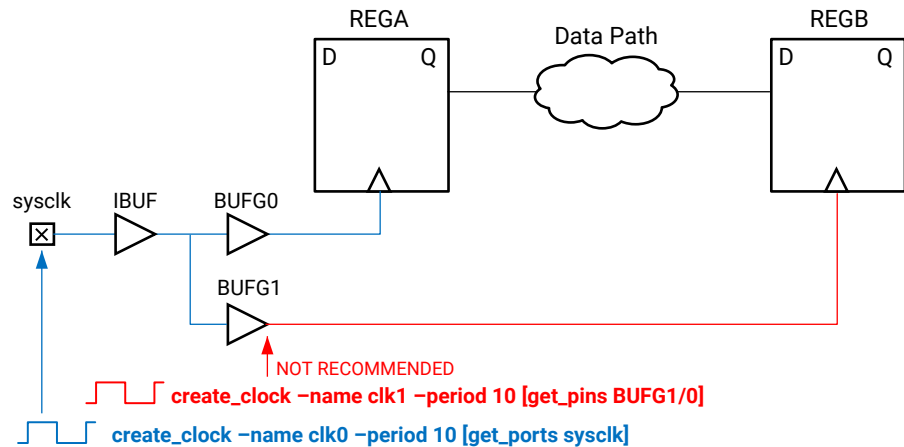 REGA
REGB
Data Path
D
Q
D
Q
sysclk
IBUF
BUFG0
BUFG1
NOT RECOMMENDED
create_clock –name clk1 –period 10 [get_pins BUFG1/0]
create_clock –name clk0 –period 10 [get_ports sysclk]